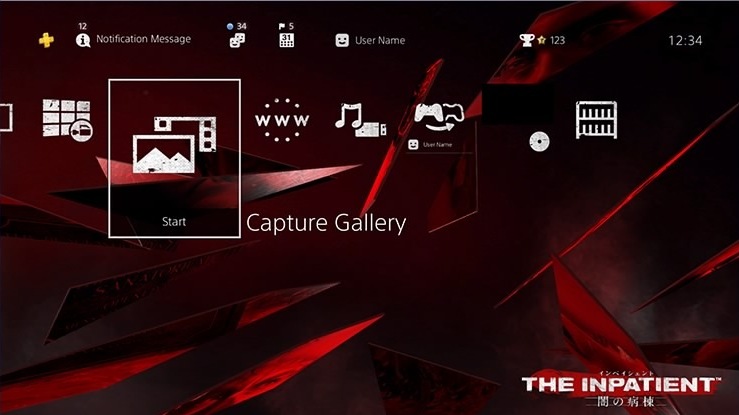 12
Notification Message
34
5
31
User Name
123
12:34
www
User Name
Start
Capture Gallery
インペイシェント
THE INPATIENT™
闇の病棟